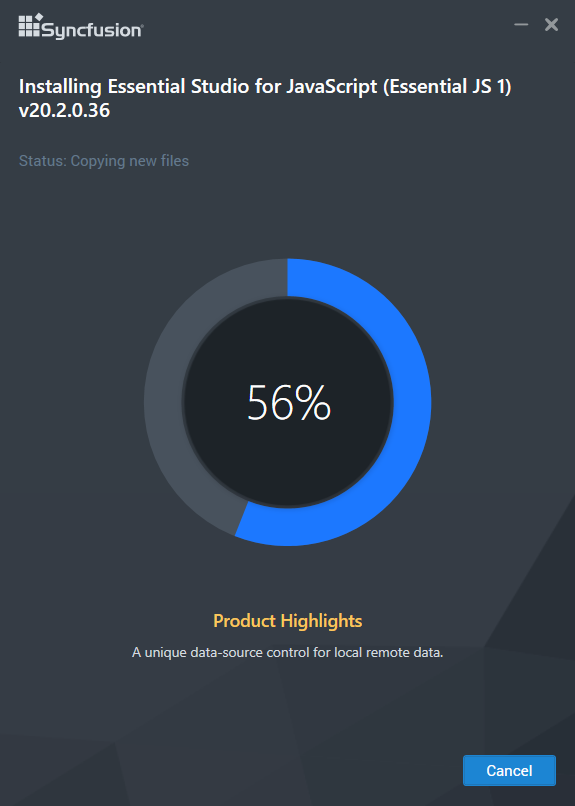 Syncfusion®
Installing Essential Studio for JavaScript (Essential JS 1)
v20.2.0.36
Status: Copying new files
56%
Product Highlights
A unique data-source control for local remote data.
Cancel